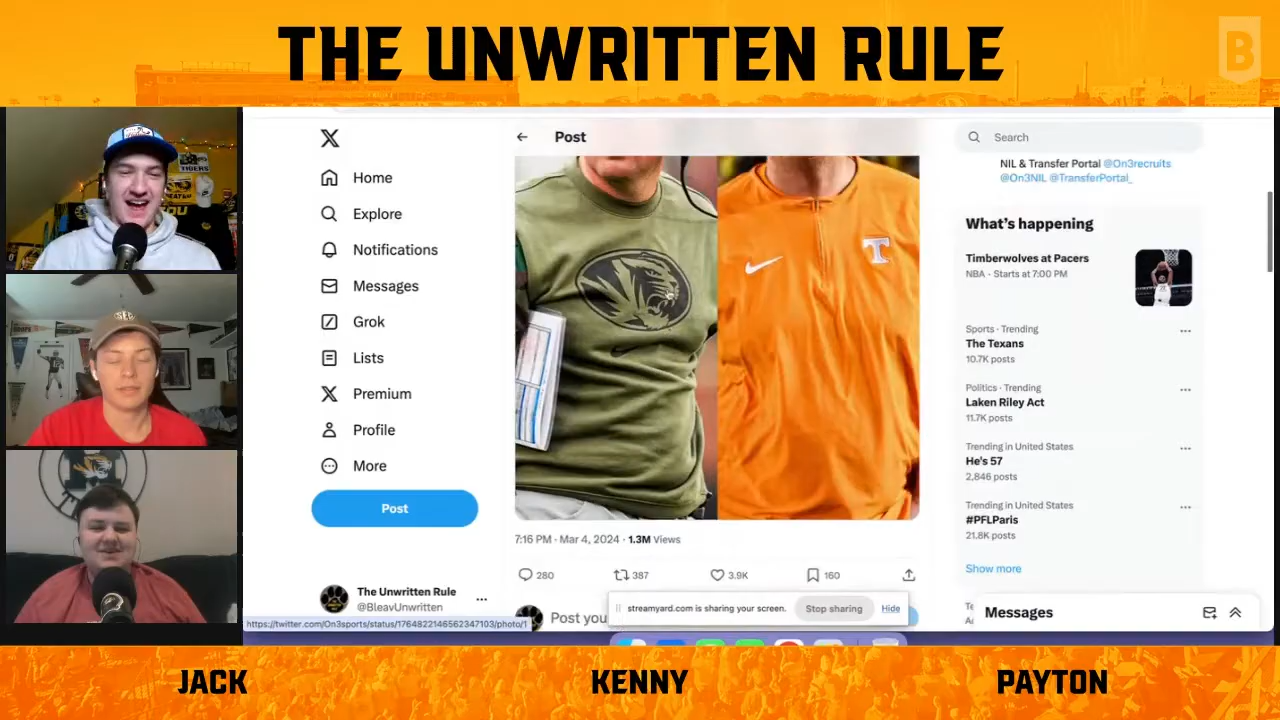 THE UNWRITTEN RULE
B
TIGERS
X
Home
Explore
Notifications
Messages
Grok
Lists
Premium
Profile
More
Post
The Unwritten Rule
@BleavUnwritten
https://twitter.com/On3sports/status/1764822146562347103/photo/1
Post
T
7:16 PM · Mar 4, 2024 · 1.3M Views
280
387
3.9K
160
Post you
streamyard.com is sharing your screen.
Stop sharing
Hide
Search
NIL & Transfer Portal @On3recruits
@On3NIL @TransferPortal_
What's happening
Timberwolves at Pacers
NBA · Starts at 7:00 PM
Sports · Trending
The Texans
10.7K posts
Politics · Trending
Laken Riley Act
11.7K posts
Trending in United States
He's 57
2,846 posts
Trending in United States
#PFLParis
21.8K posts
Show more
Messages
JACK
KENNY
PAYTON